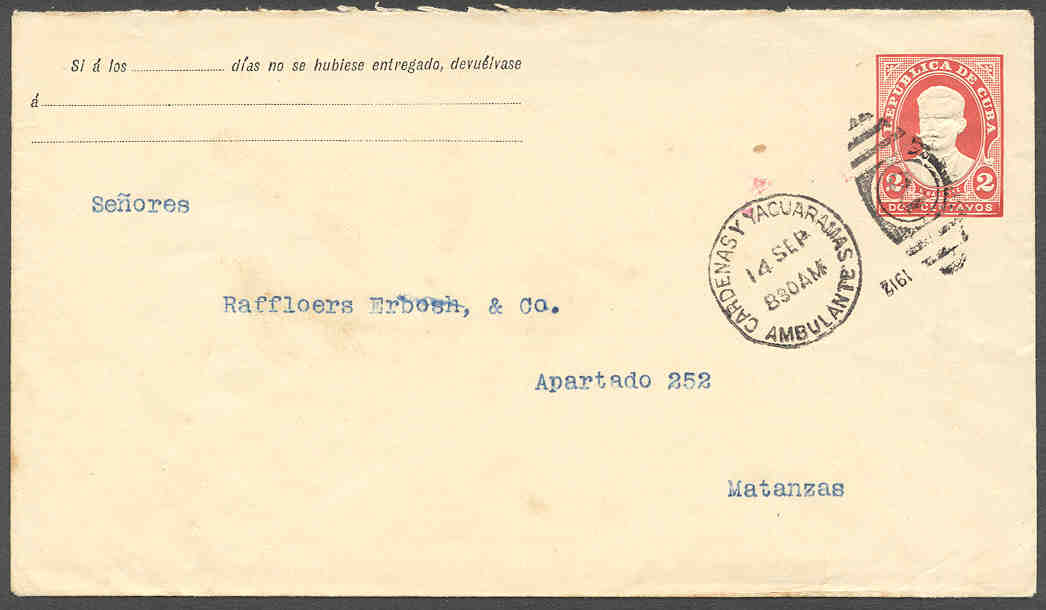 Si á los ........ días no se hubiese entregado, devuélvase
á
REPUBLICA DE CUBA
2 2
DOS CENTAVOS
Señores
CARDENAS Y YAGUARAMAS
14 SEP
830AM
AMBULANTE
1912
Raffloers Erbosh, & Co.
Apartado 252
Matanzas